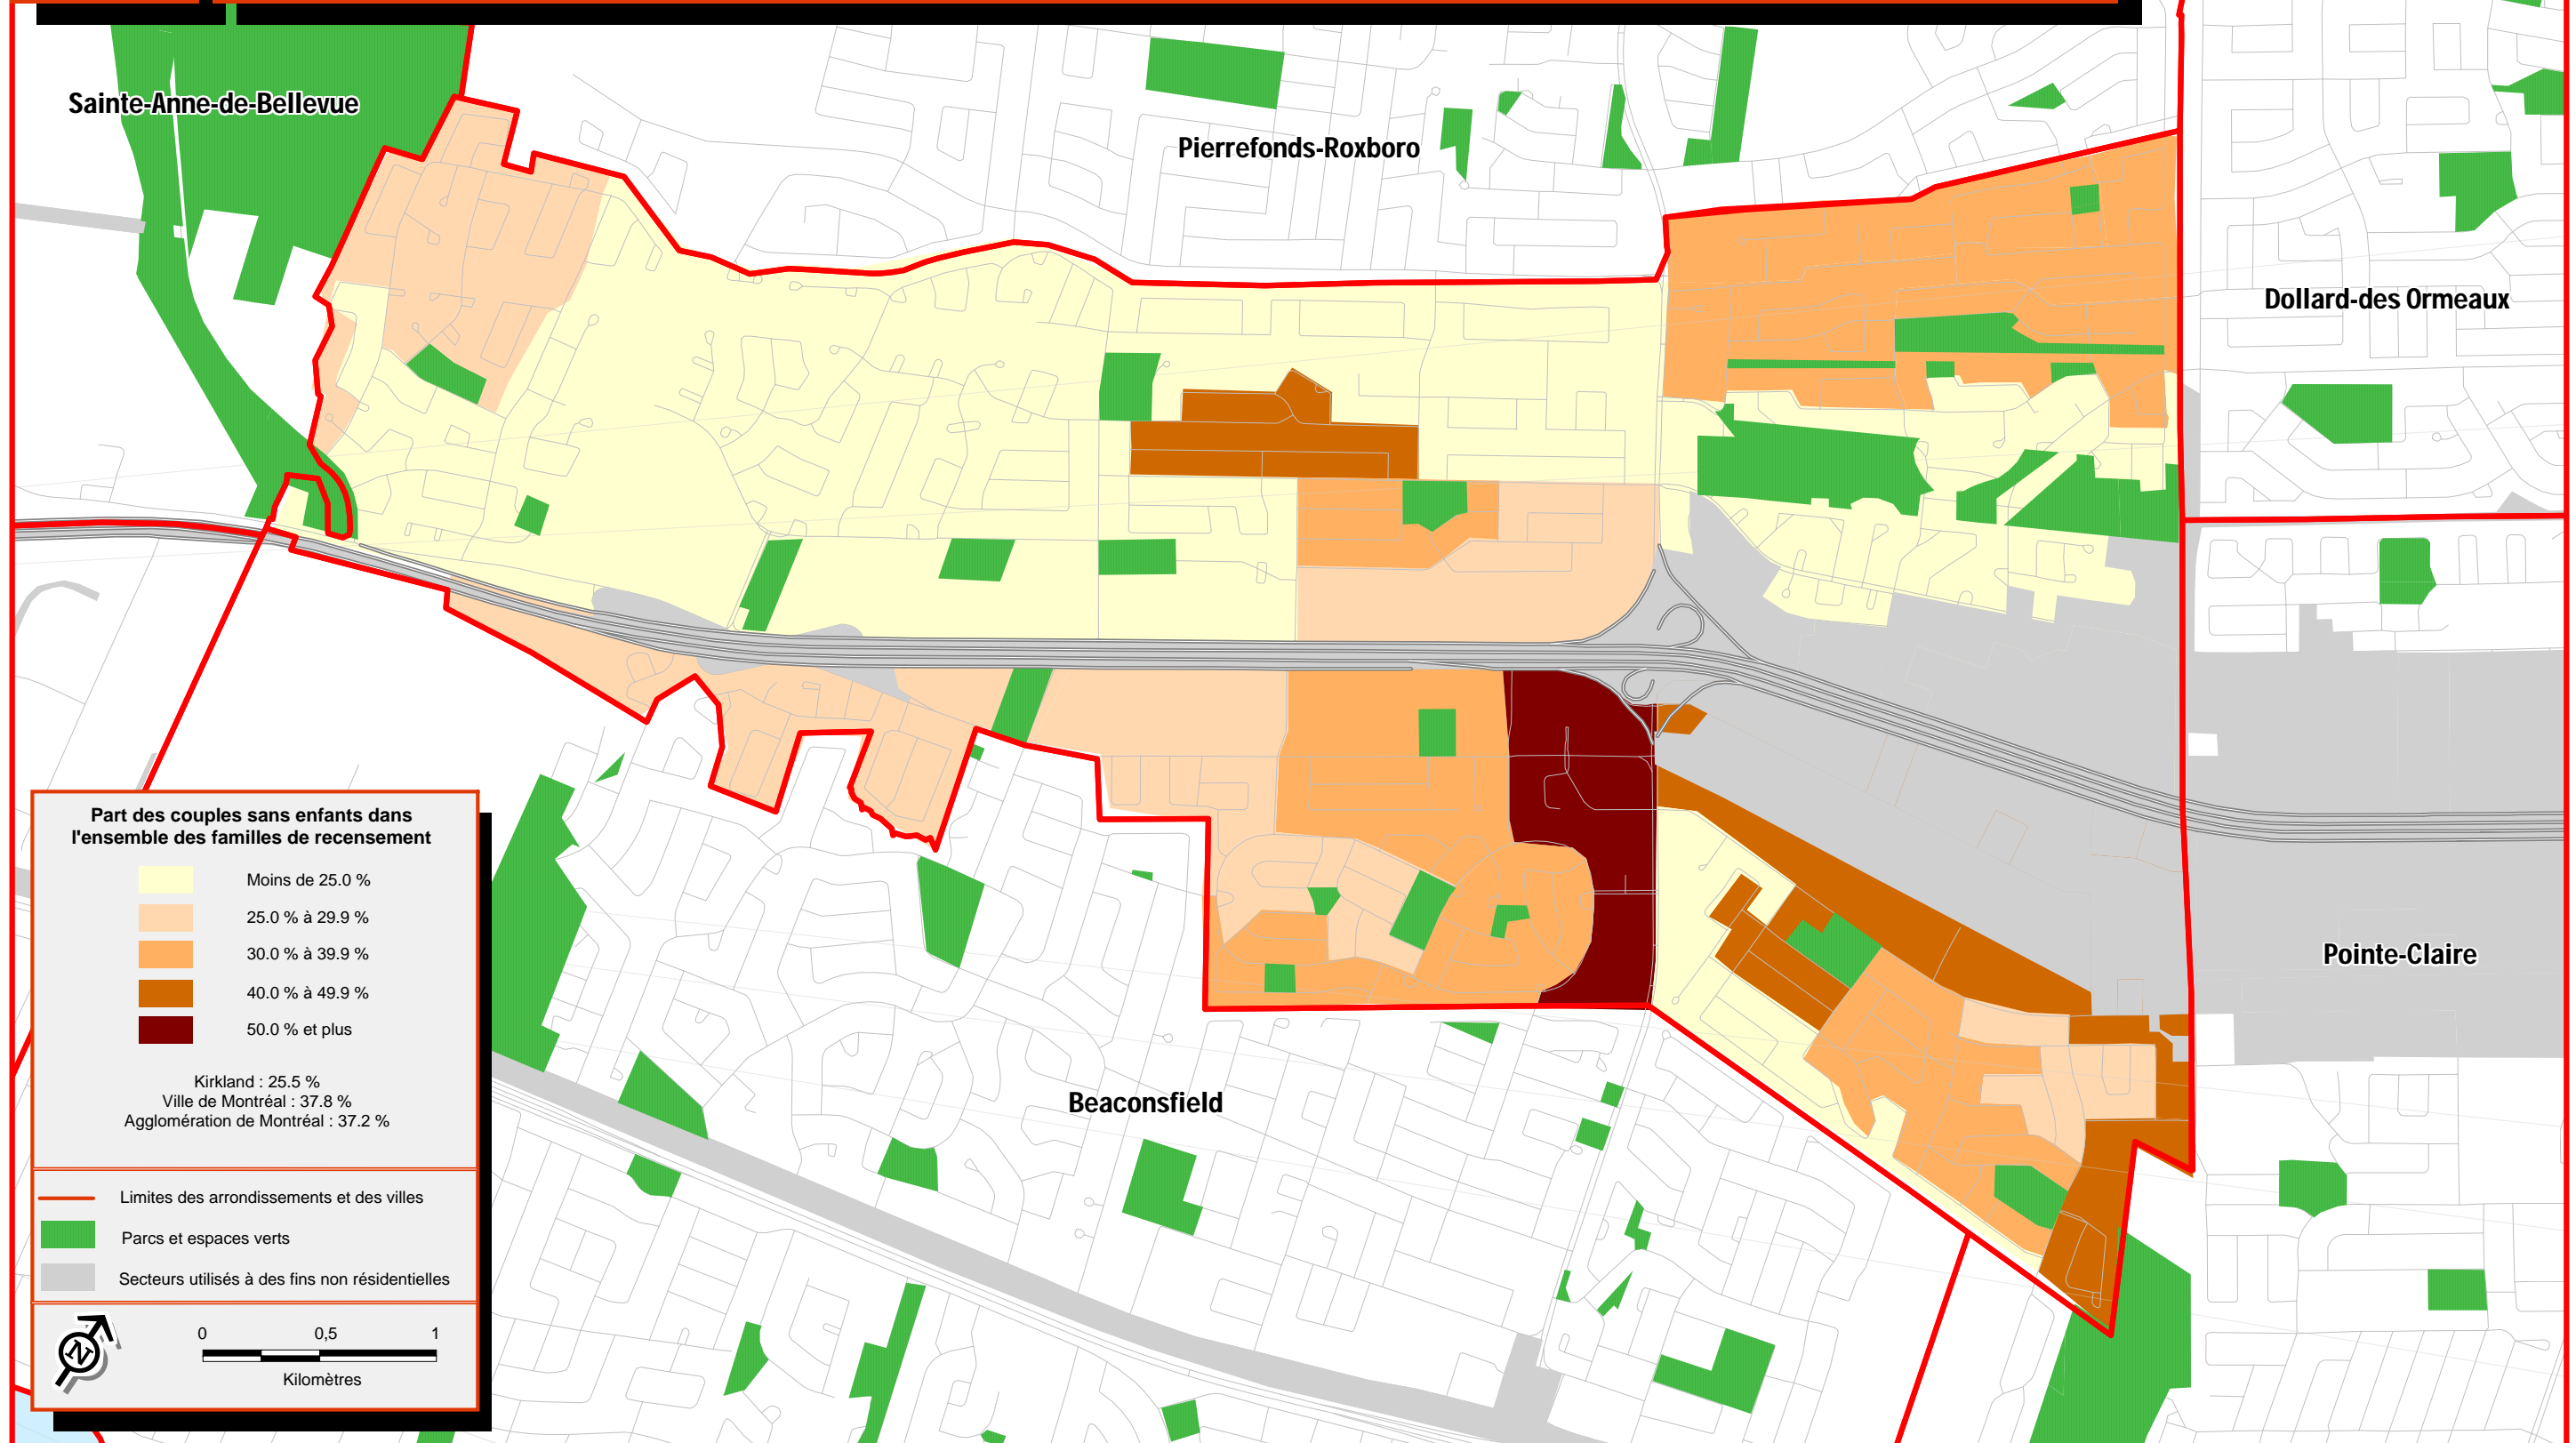 Sainte-Anne-de-Bellevue
Pierrefonds-Roxboro
Dollard-des Ormeaux
Pointe-Claire
Beaconsfield
Part des couples sans enfants dans
l'ensemble des familles de recensement
Moins de 25.0 %
25.0 % à 29.9 %
30.0 % à 39.9 %
40.0 % à 49.9 %
50.0 % et plus
Kirkland : 25.5 %
Ville de Montréal : 37.8 %
Agglomération de Montréal : 37.2 %
Limites des arrondissements et des villes
Parcs et espaces verts
Secteurs utilisés à des fins non résidentielles
N
0 0,5 1
Kilomètres